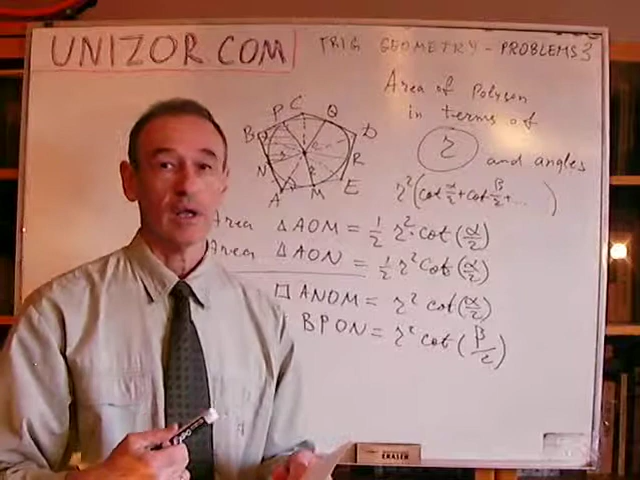 UNIZOR COM
TRIG GEOMETRY - PROBLEMS 3
Area of Polygon
in terms of
r and angles
r²(cot α/2 + cot β/2 + ... )
P C Q
B D
N R
A M E
Area ΔAOM = 1/2 r² · cot(α/2)
Area ΔAON = 1/2 r² cot(α/2)
□ ANOM = r² cot(α/2)
BPON = r² cot(β/2)
EXPO
ERASER